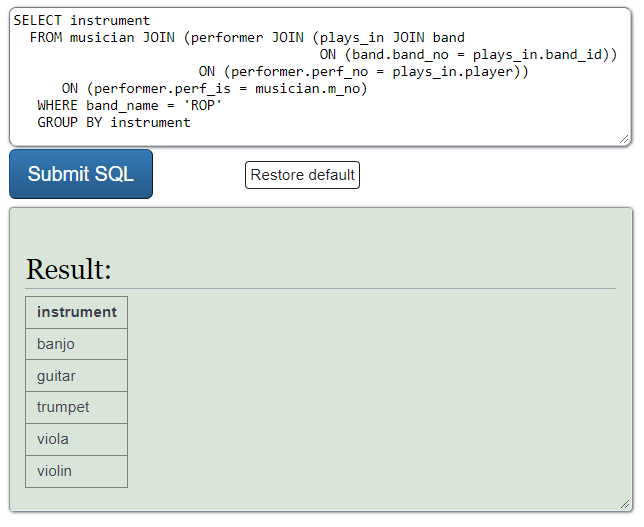 SELECT instrument
FROM musician JOIN (performer JOIN (plays_in JOIN band
ON (band.band_no = plays_in.band_id))
ON (performer.perf_no = plays_in.player))
ON (performer.perf_is = musician.m_no)
WHERE band_name = 'ROP'
GROUP BY instrument
Submit SQL
Restore default
Result:
instrument
banjo
guitar
trumpet
viola
violin